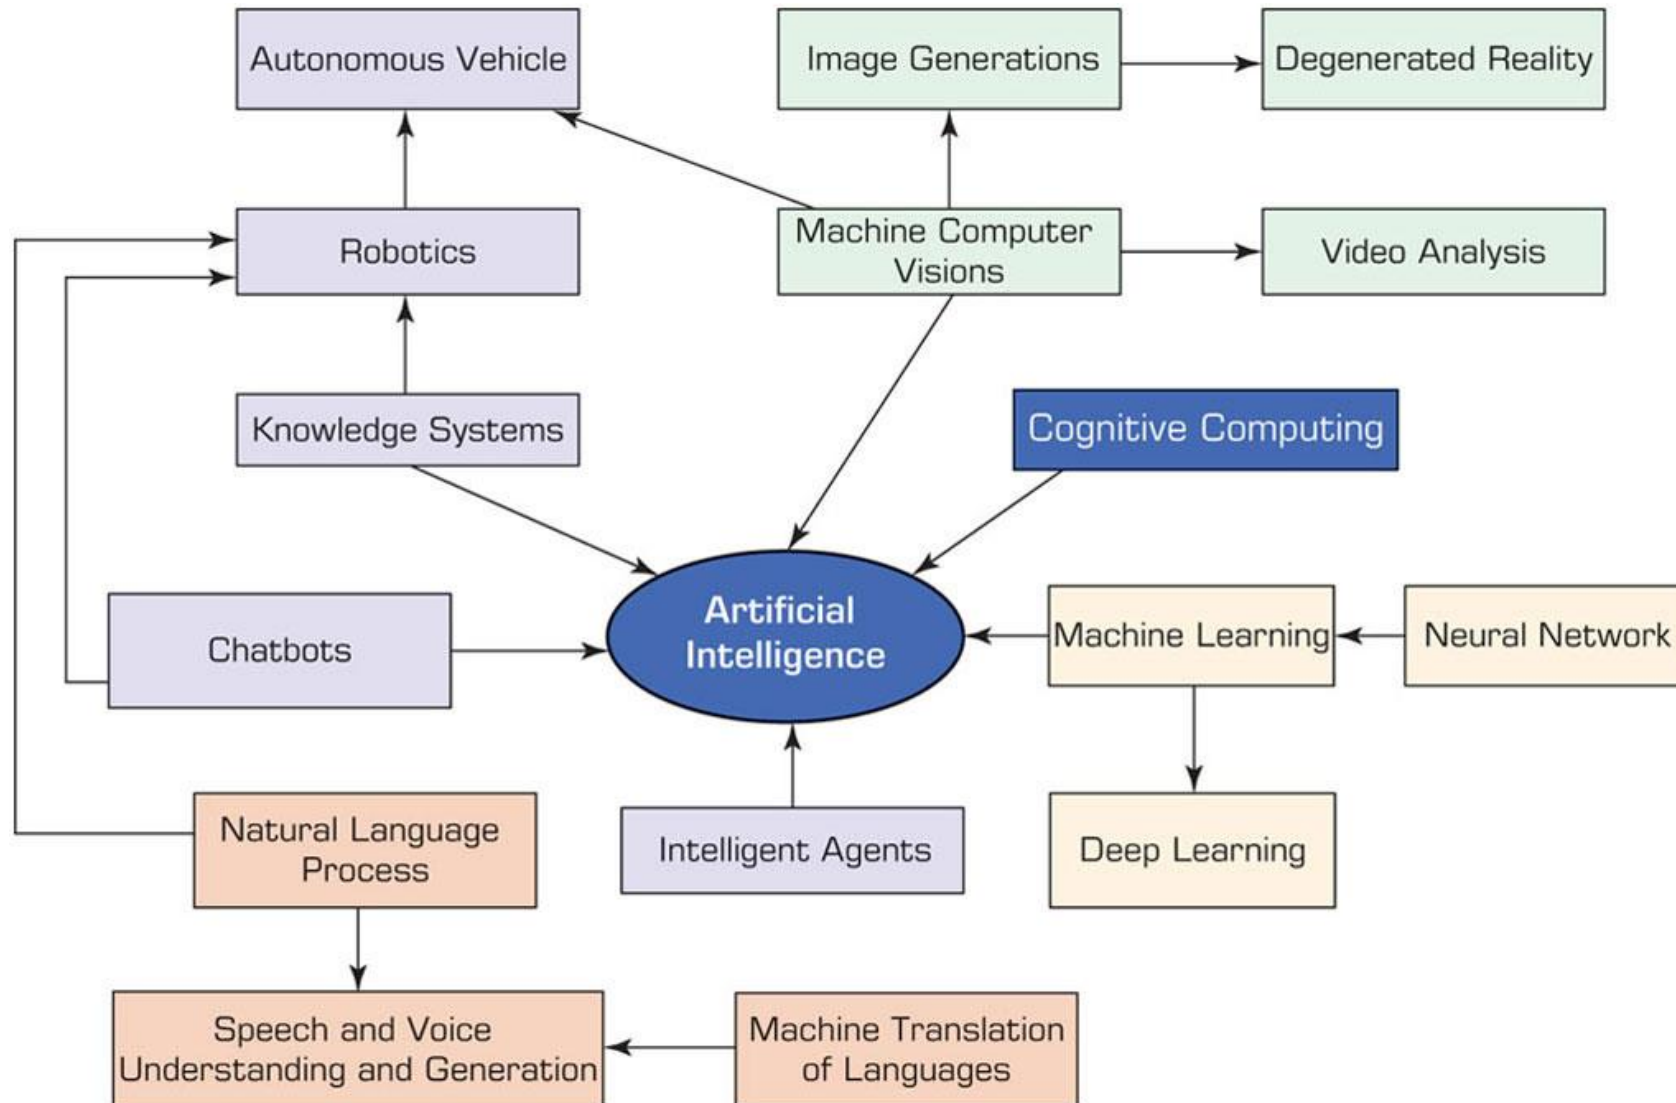 Autonomous Vehicle
Image Generations
Degenerated Reality
Robotics
Machine Computer
Visions
Video Analysis
Knowledge Systems
Cognitive Computing
Chatbots
Artificial
Intelligence
Machine Learning
Neural Network
Natural Language
Process
Intelligent Agents
Deep Learning
Speech and Voice
Understanding and Generation
Machine Translation
of Languages